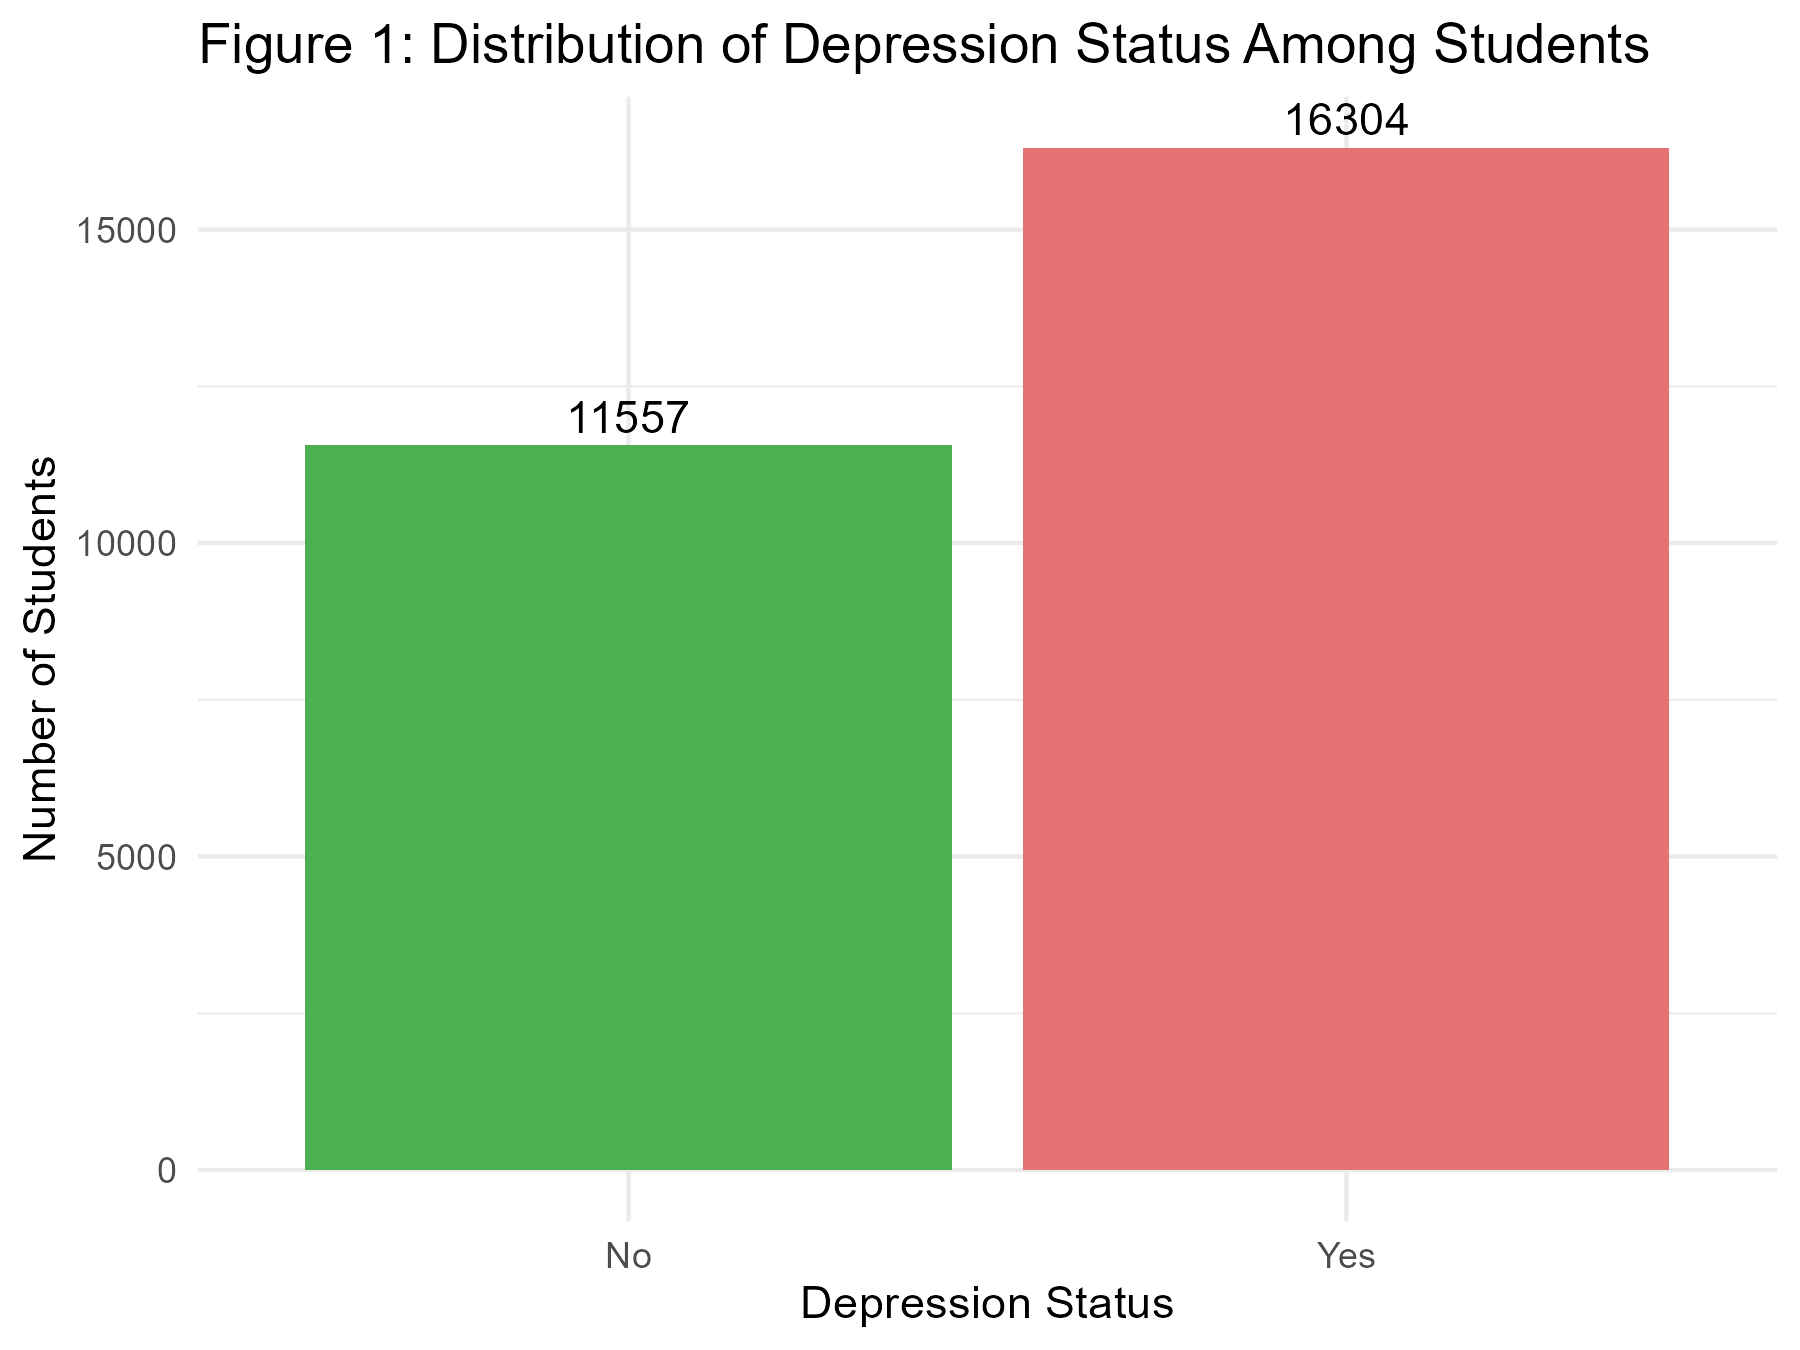 Figure 1: Distribution of Depression Status Among Students
16304
15000
11557
10000
5000
0
Number of Students
No
Yes
Depression Status